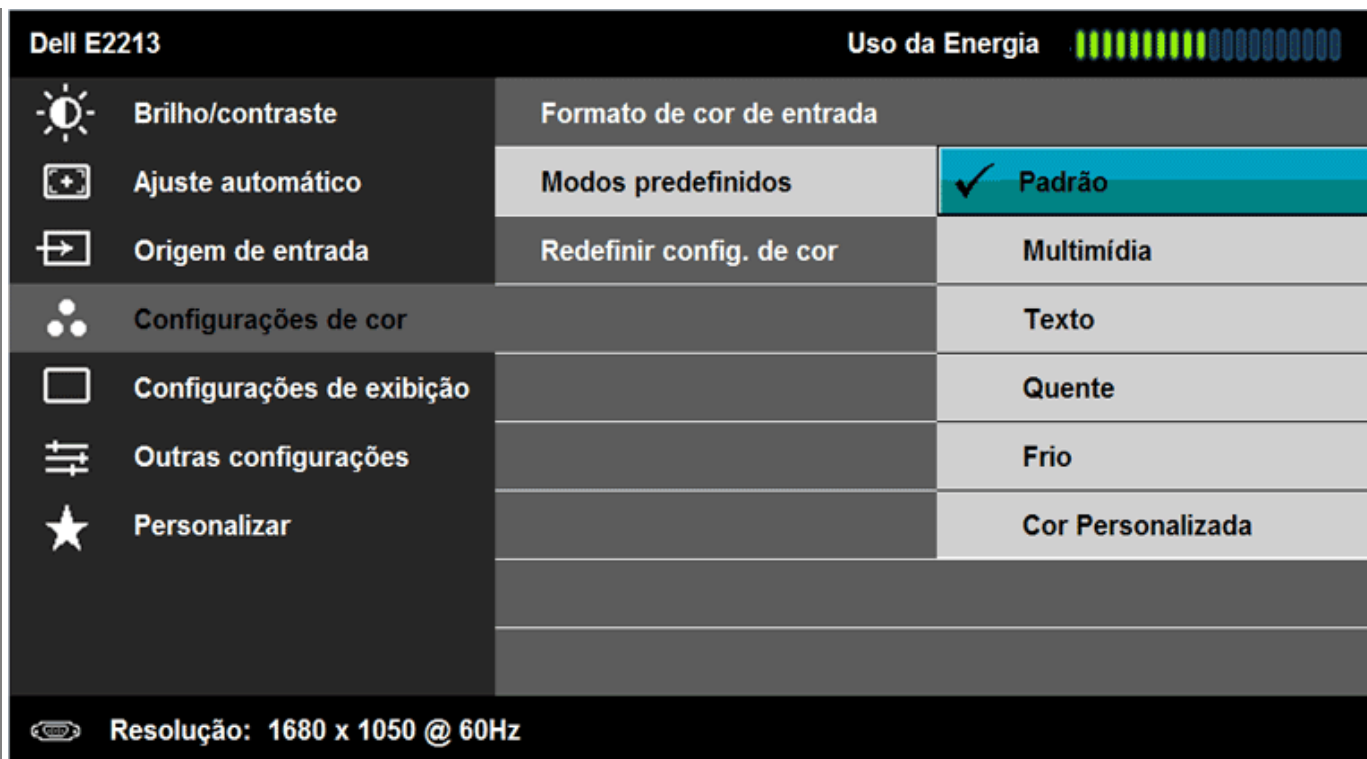 Dell E2213 Uso da Energia
Brilho/contraste Formato de cor de entrada
Ajuste automático Modos predefinidos Padrão
Origem de entrada Redefinir config. de cor Multimídia
Configurações de cor Texto
Configurações de exibição Quente
Outras configurações Frio
Personalizar Cor Personalizada
Resolução: 1680 x 1050 @ 60Hz